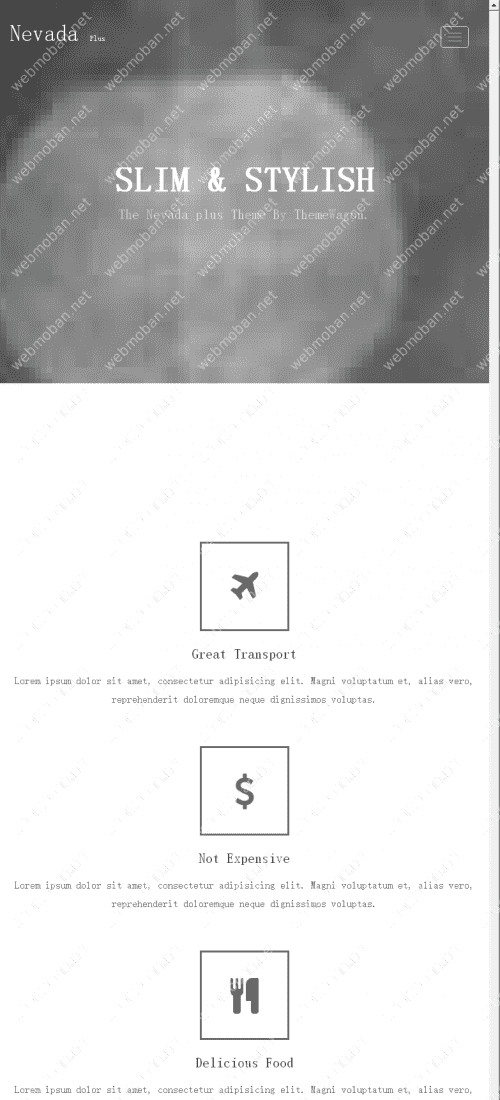 Nevada Plus
SLIM & STYLISH
The Nevada plus Theme By ThemeWagon.
Great Transport
Lorem ipsum dolor sit amet, consectetur adipisicing elit. Magni voluptatum et, alias vero,
reprehenderit doloremque neque dignissimos voluptas.
Not Expensive
Lorem ipsum dolor sit amet, consectetur adipisicing elit. Magni voluptatum et, alias vero,
reprehenderit doloremque neque dignissimos voluptas.
Delicious Food
Lorem ipsum dolor sit amet, consectetur adipisicing elit. Magni voluptatum et, alias vero,
webmoban.net